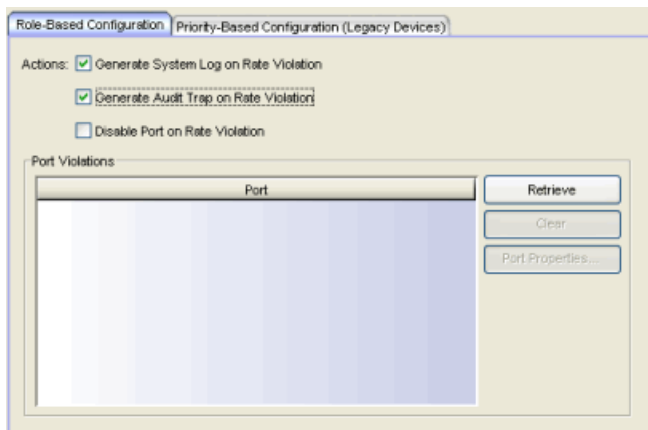 Role-Based Configuration Priority-Based Configuration (Legacy Devices)
Actions: Generate System Log on Rate Violation
Generate Audit Trap on Rate Violation
Disable Port on Rate Violation
Port Violations
Port Retrieve
Clear
Port Properties...